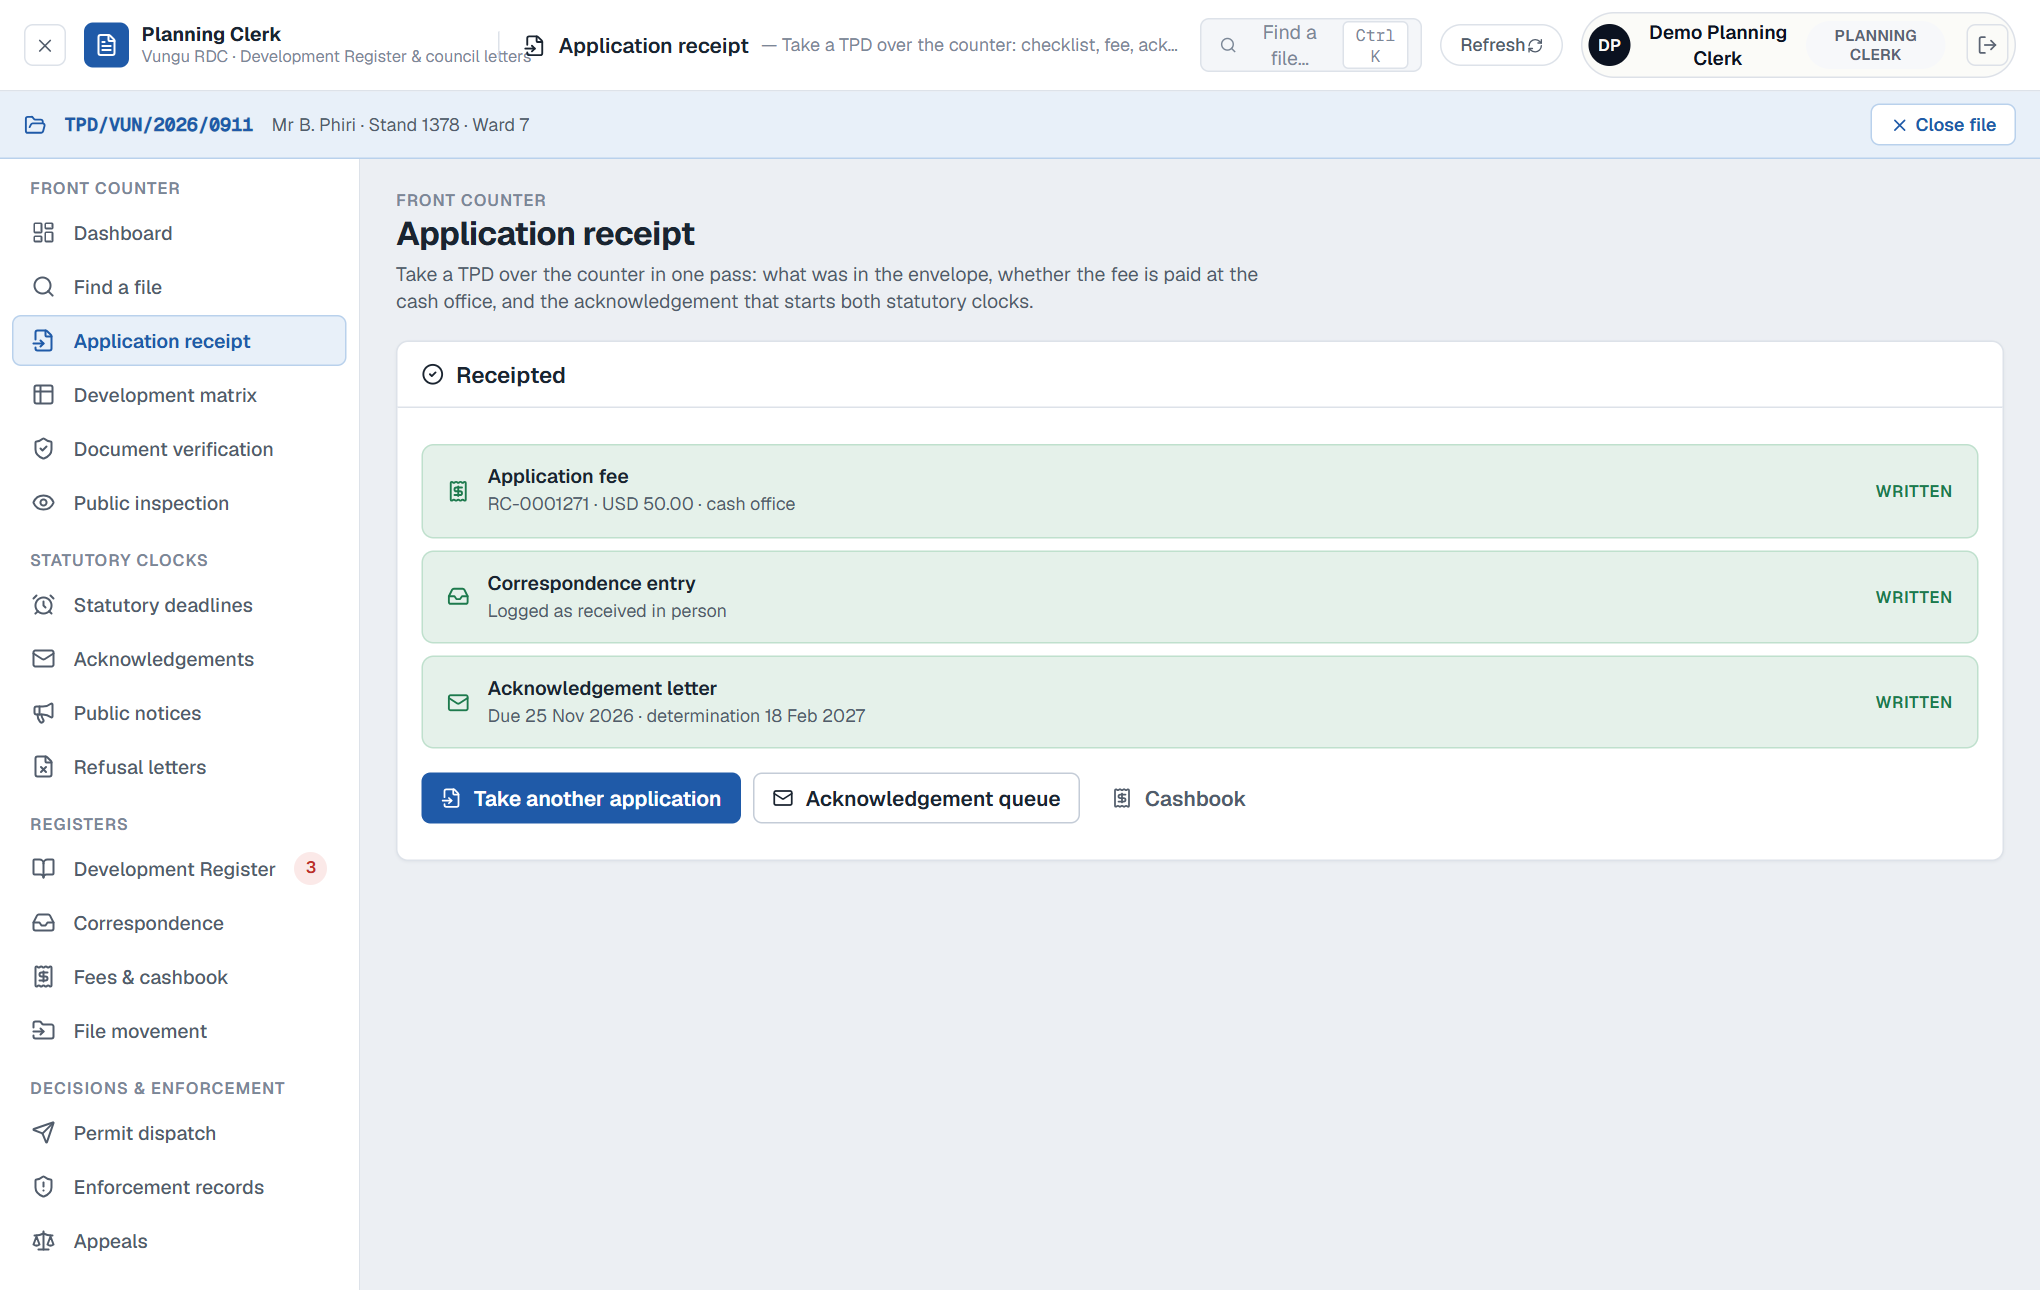 Planning Clerk
Vungu RDC · Development Register & council letters
Application receipt — Take a TPD over the counter: checklist, fee, ack...
Find a file...
Ctrl K
Refresh
DP
Demo Planning Clerk
PLANNING CLERK
TPD/VUN/2026/0911 Mr B. Phiri · Stand 1378 · Ward 7
Close file
FRONT COUNTER
Dashboard
Find a file
Application receipt
Development matrix
Document verification
Public inspection
STATUTORY CLOCKS
Statutory deadlines
Acknowledgements
Public notices
Refusal letters
REGISTERS
Development Register 3
Correspondence
Fees & cashbook
File movement
DECISIONS & ENFORCEMENT
Permit dispatch
Enforcement records
Appeals
FRONT COUNTER
Application receipt
Take a TPD over the counter in one pass: what was in the envelope, whether the fee is paid at the
cash office, and the acknowledgement that starts both statutory clocks.
Receipted
Application fee
RC-0001271 · USD 50.00 · cash office
WRITTEN
Correspondence entry
Logged as received in person
WRITTEN
Acknowledgement letter
Due 25 Nov 2026 · determination 18 Feb 2027
WRITTEN
Take another application
Acknowledgement queue
Cashbook